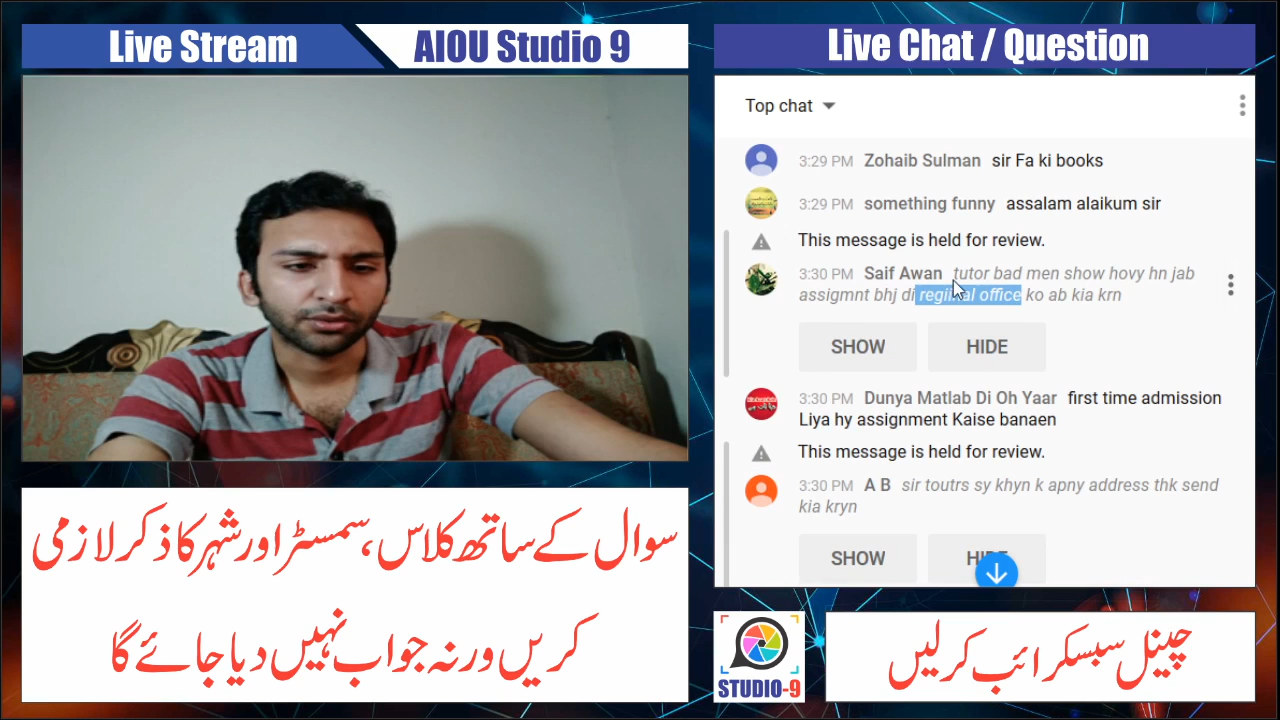 Live Stream
AIOU Studio 9
سوال کے ساتھ کلاس، سمسٹر اور شہر کا ذکر لازمی
کریں ورنہ جواب نہیں دیا جائے گا
Live Chat / Question
Top chat
3:29 PM Zohaib Sulman sir Fa ki books
3:29 PM something funny assalam alaikum sir
This message is held for review.
3:30 PM Saif Awan tutor bad men show hovy hn jab
assigmnt bhj di office ko ab kia krn
SHOW HIDE
3:30 PM Dunya Matlab Di Oh Yaar first time admission
Liya hy assignment Kaise banaen
This message is held for review.
3:30 PM A B sir toutrs sy khyn k apny address thk send
kia kryn
SHOW HIDE
STUDIO-9
چینل سبسکرائب کرلیں